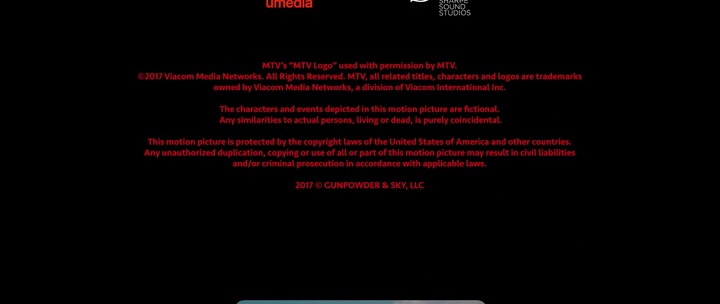 umedia
SHARPE
SOUND
STUDIOS
MTV's "MTV Logo" used with permission by MTV.
©2017 Viacom Media Networks. All Rights Reserved. MTV, all related titles, characters and logos are trademarks
owned by Viacom Media Networks, a division of Viacom International Inc.
The characters and events depicted in this motion picture are fictional.
Any similarities to actual persons, living or dead, is purely coincidental.
This motion picture is protected by the copyright laws of the United States of America and other countries.
Any unauthorized duplication, copying or use of all or part of this motion picture may result in civil liabilities
and/or criminal prosecution in accordance with applicable laws.
2017 © GUNPOWDER & SKY, LLC